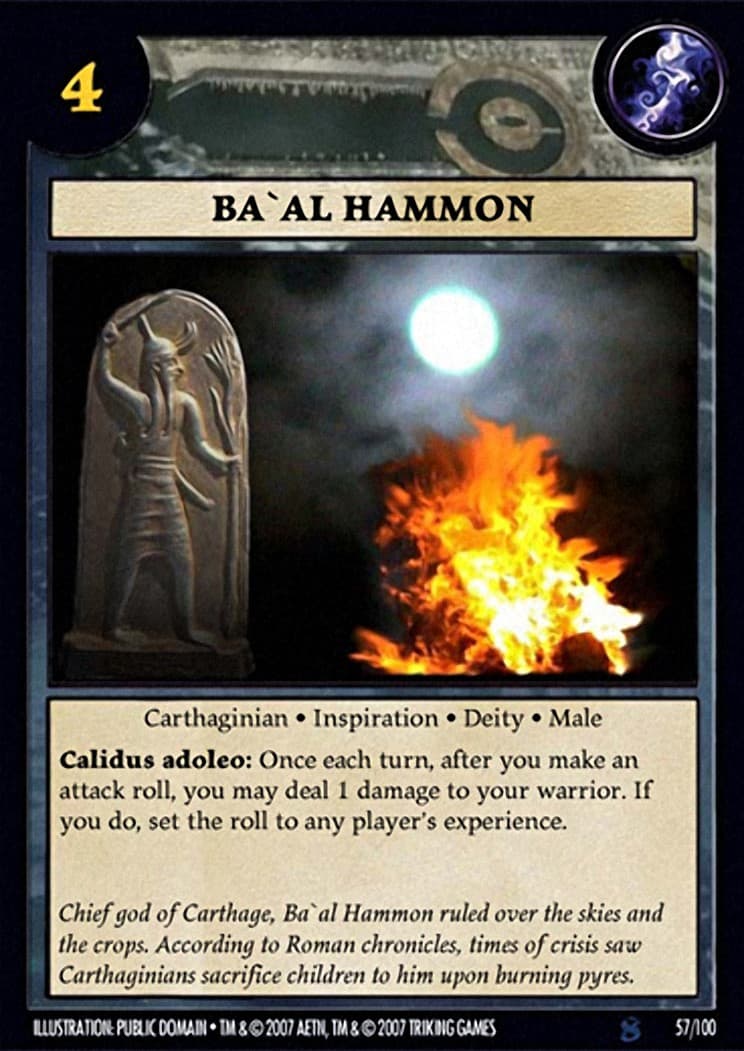 4
BA`AL HAMMON
Carthaginian • Inspiration • Deity • Male
Calidus adoleo: Once each turn, after you make an
attack roll, you may deal 1 damage to your warrior. If
you do, set the roll to any player's experience.
Chief god of Carthage, Ba`al Hammon ruled over the skies and
the crops. According to Roman chronicles, times of crisis saw
Carthaginians sacrifice children to him upon burning pyres.
ILLUSTRATION: PUBLIC DOMAIN • TM & © 2007 AETN, TM & © 2007 TRIKING GAMES
57/100